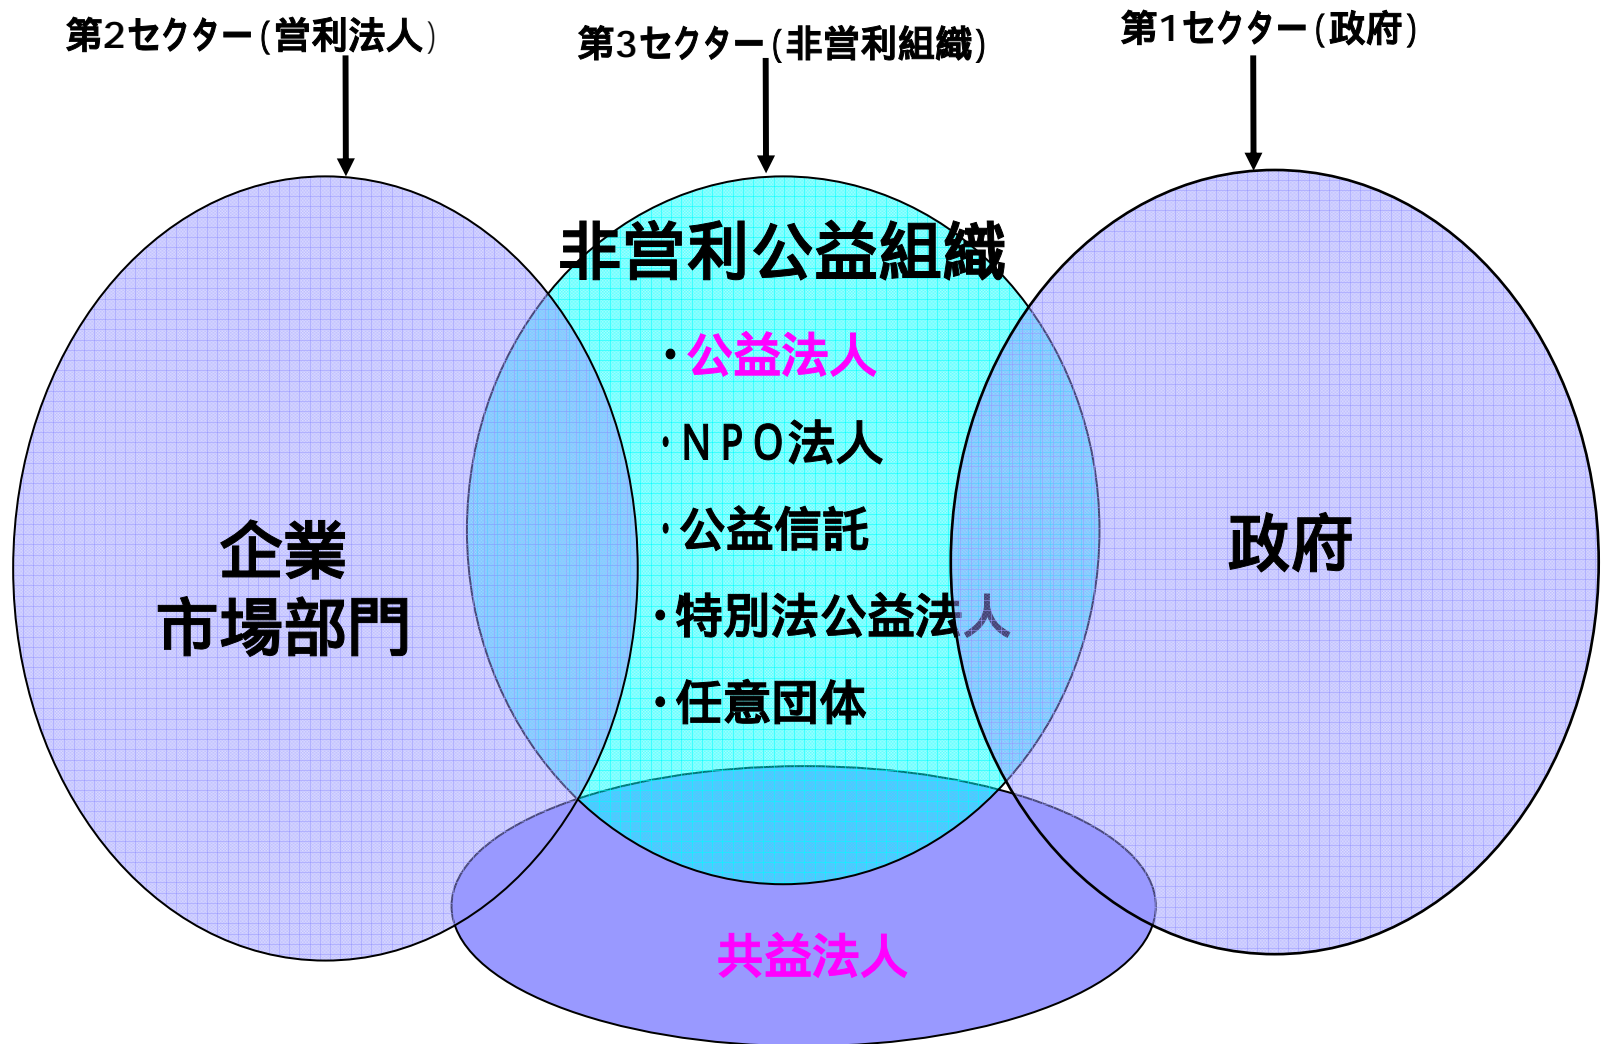 第2セクター(営利法人)
第3セクター(非営利組織)
第1セクター(政府)
非営利公益組織
・公益法人
・ＮＰＯ法人
・公益信託
・特別法公益法人
・任意団体
企業
市場部門
政府
共益法人